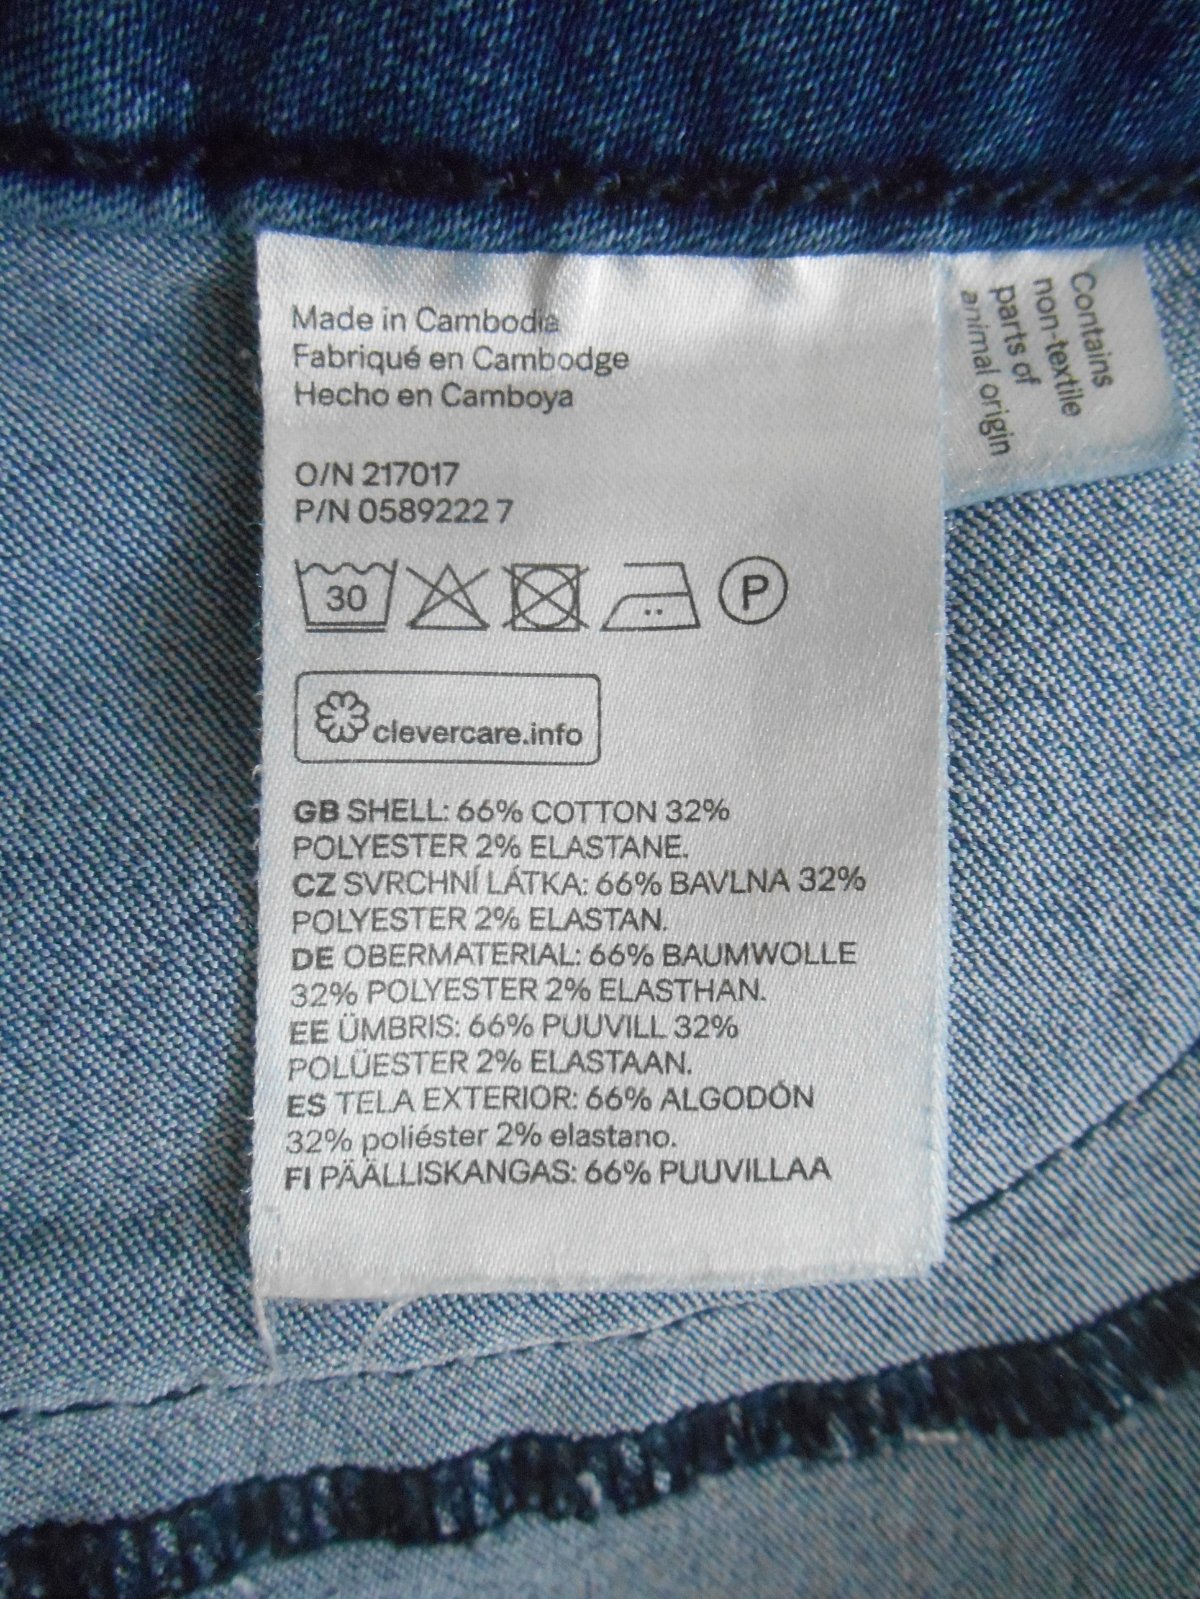 Made in Cambodia
Fabriqué en Cambodge
Hecho en Camboya
O/N 217017
P/N 0589222 7
30
P
clevercare.info
GB SHELL: 66% COTTON 32%
POLYESTER 2% ELASTANE.
CZ SVRCHNÍ LÁTKA: 66% BAVLNA 32%
POLYESTER 2% ELASTAN.
DE OBERMATERIAL: 66% BAUMWOLLE
32% POLYESTER 2% ELASTHAN.
EE ÜMBRIS: 66% PUUVILL 32%
POLÜESTER 2% ELASTAAN.
ES TELA EXTERIOR: 66% ALGODÓN
32% poliéster 2% elastano.
FI PÄÄLLISKANGAS: 66% PUUVILLAA
Contains
non-textile
parts of
animal origin